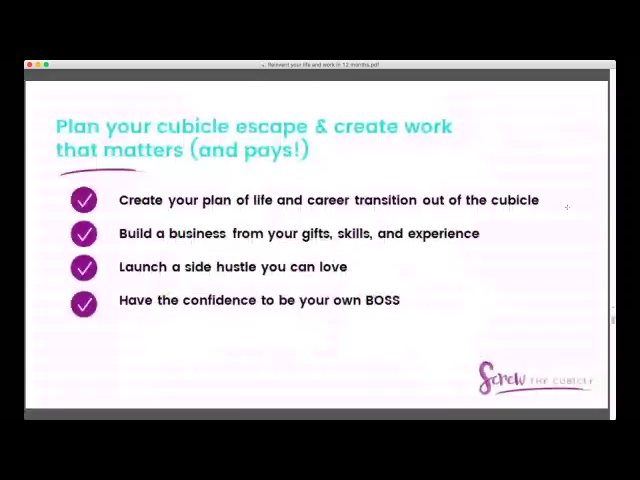 Reinvent your life and work in 12 months.pdf
Plan your cubicle escape & create work
that matters (and pays!)
Create your plan of life and career transition out of the cubicle
Build a business from your gifts, skills, and experience
Launch a side hustle you can love
Have the confidence to be your own BOSS
Screw THE CUBICLE